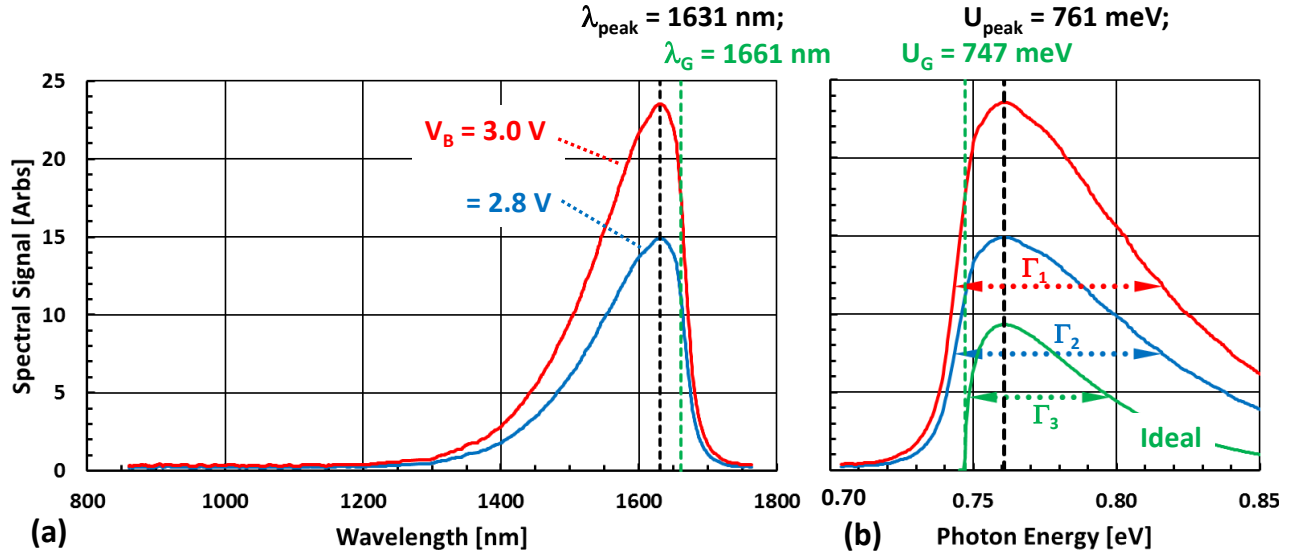 λpeak = 1631 nm;
λG = 1661 nm
Upeak = 761 meV;
UG = 747 meV
Spectral Signal [Arbs]
25
20
15
10
5
0
VB = 3.0 V
= 2.8 V
800 1000 1200 1400 1600 1800
(a)
Wavelength [nm]
Γ1
Γ2
Γ3
Ideal
0.70 0.75 0.80 0.85
(b)
Photon Energy [eV]